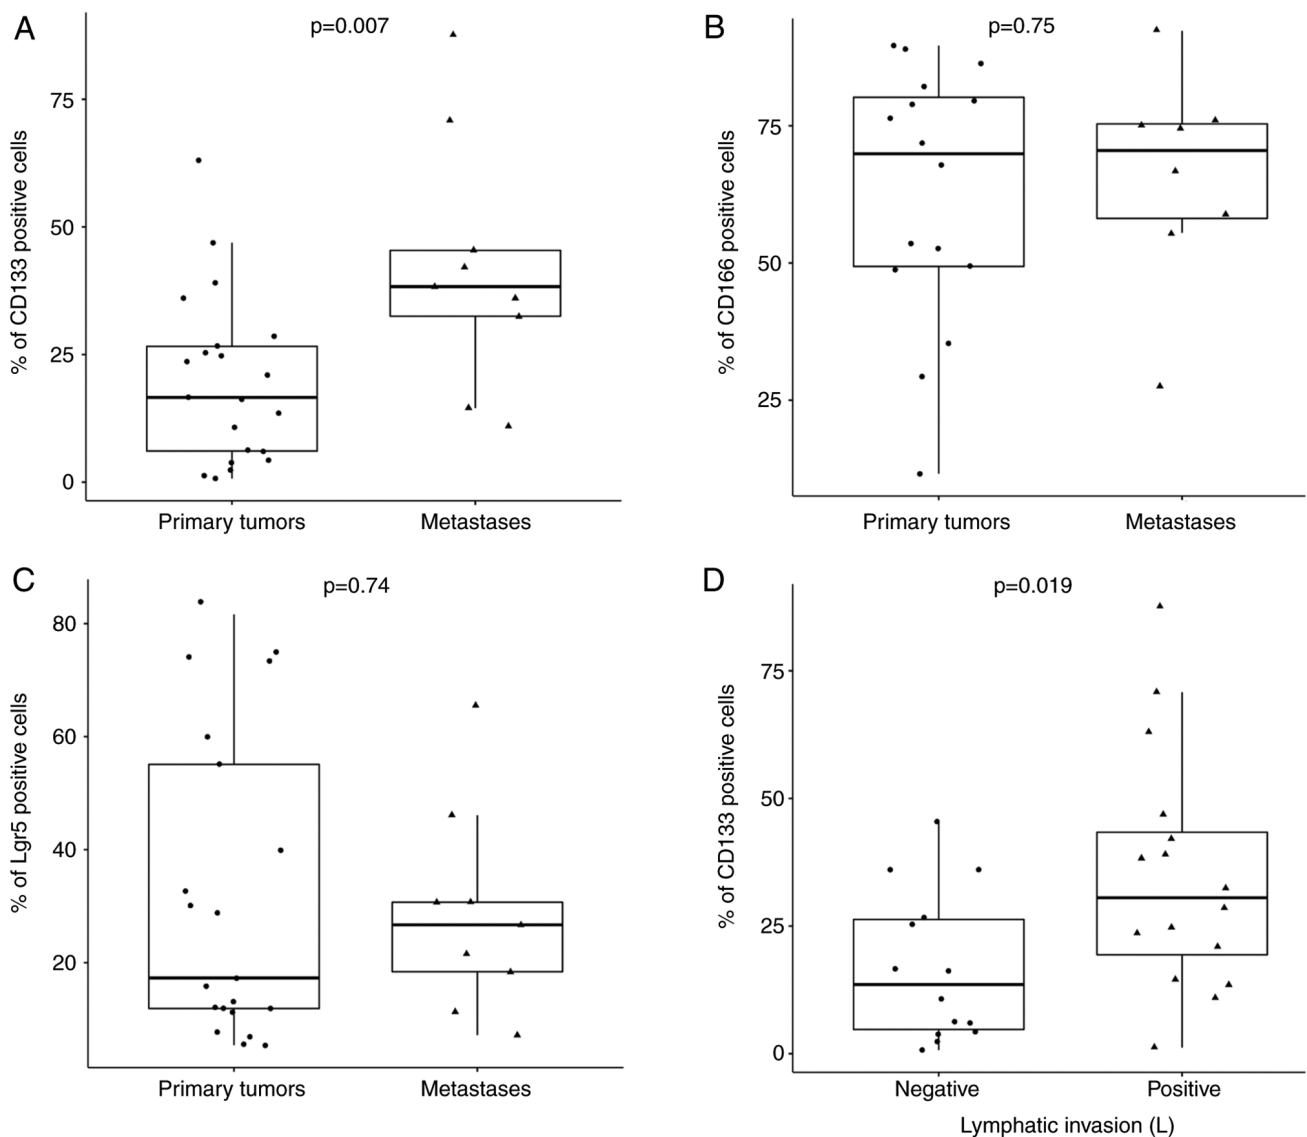 A
p=0.007
% of CD133 positive cells
75
50
25
0
Primary tumors
Metastases
B
p=0.75
% of CD166 positive cells
75
50
25
Primary tumors
Metastases
C
p=0.74
% of Lgr5 positive cells
80
60
40
20
Primary tumors
Metastases
D
p=0.019
% of CD133 positive cells
75
50
25
0
Negative
Positive
Lymphatic invasion (L)